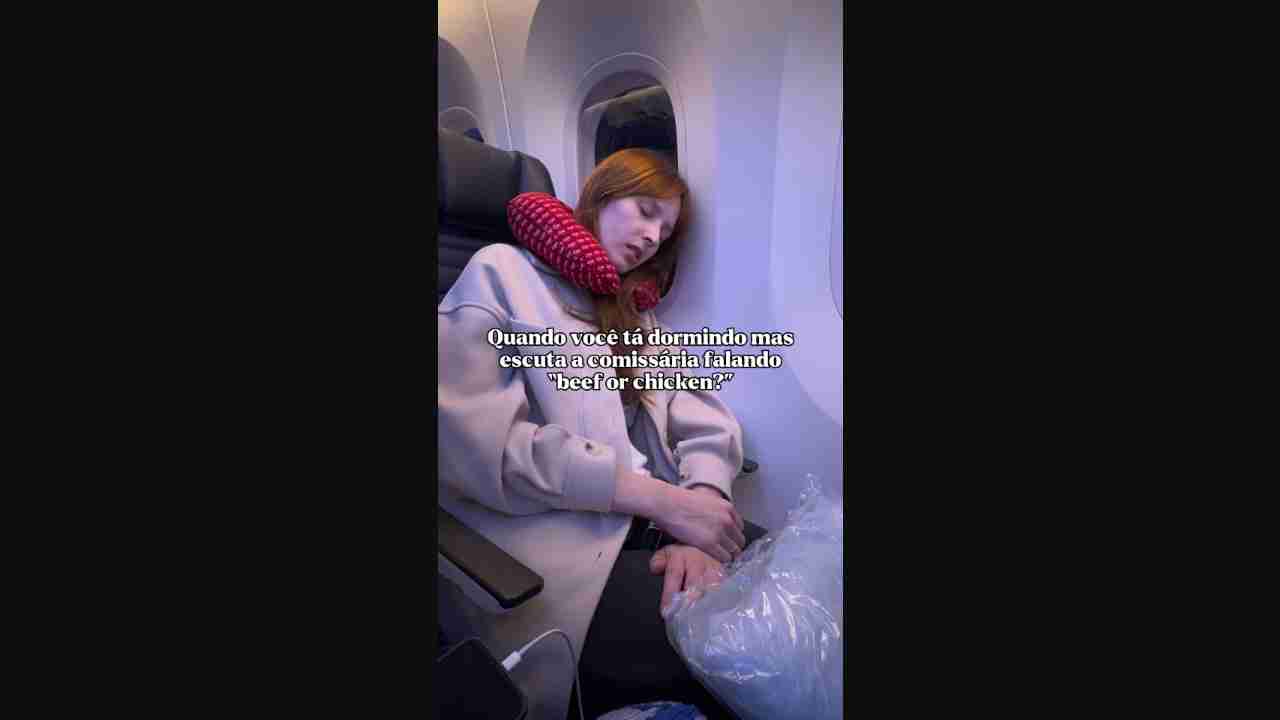 Quando você tá dormindo mas
escuta a comissária falando
"beef or chicken?"